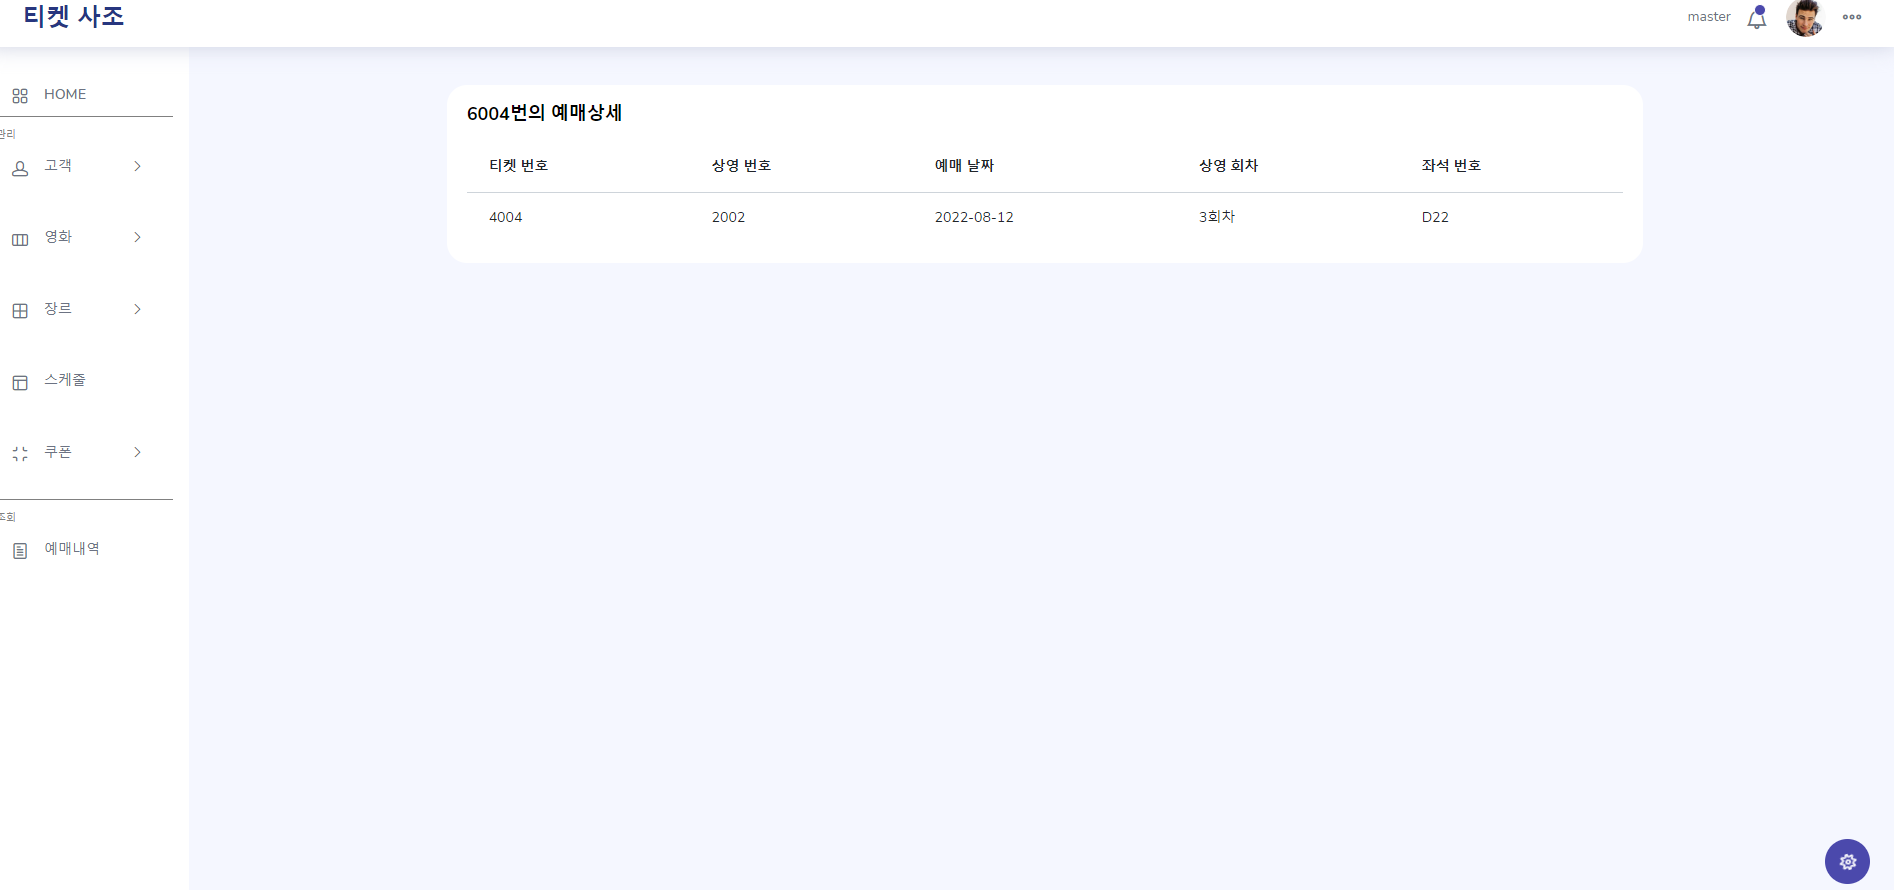 티켓 사조
master
HOME
관리
고객
영화
장르
스케줄
쿠폰
조회
예매내역
6004번의 예매상세
티켓 번호 상영 번호 예매 날짜 상영 회차 좌석 번호
4004 2002 2022-08-12 3회차 D22